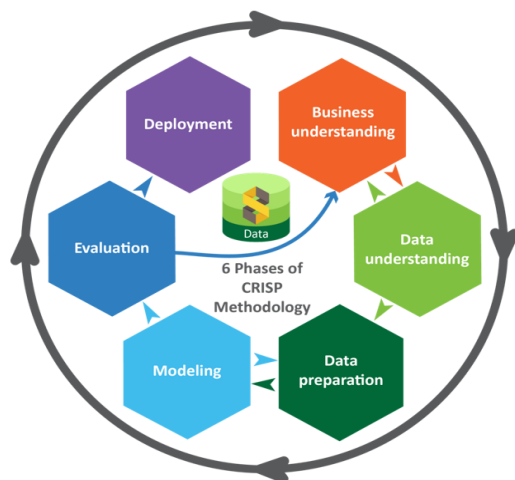 Business
understanding
Data
understanding
Data
preparation
Modeling
Evaluation
Deployment
Data
6 Phases of
CRISP
Methodology